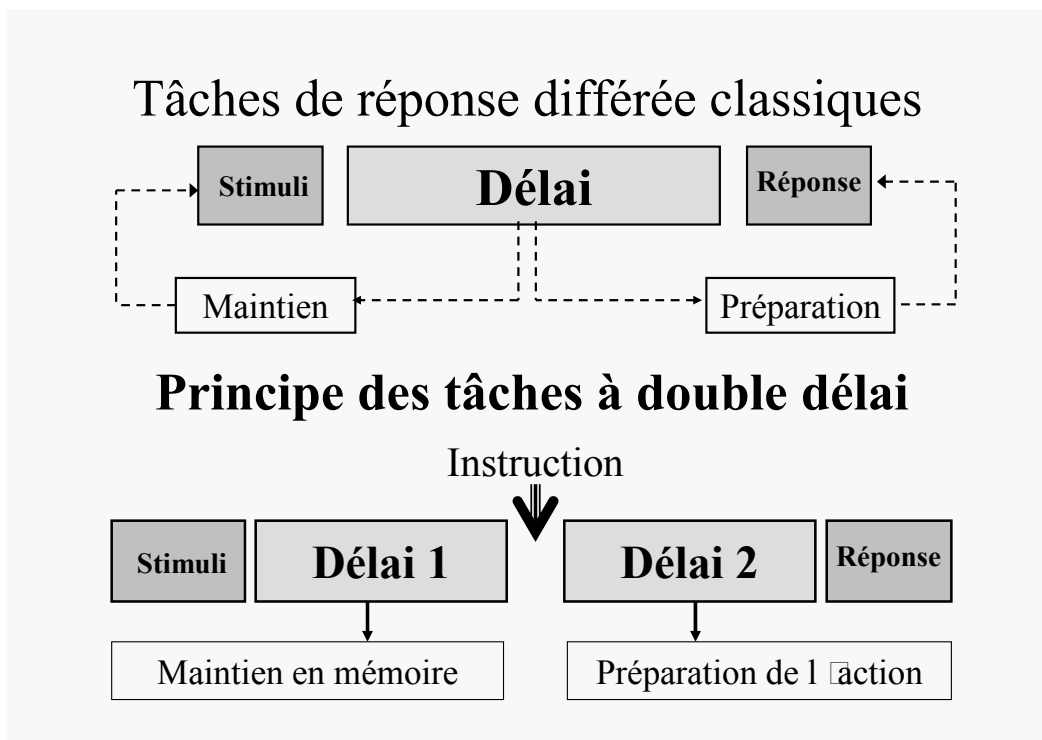 Tâches de réponse différée classiques
Stimuli
Délai
Réponse
Maintien
Préparation
Principe des tâches à double délai
Instruction
Stimuli
Délai 1
Délai 2
Réponse
Maintien en mémoire
Préparation de l □action